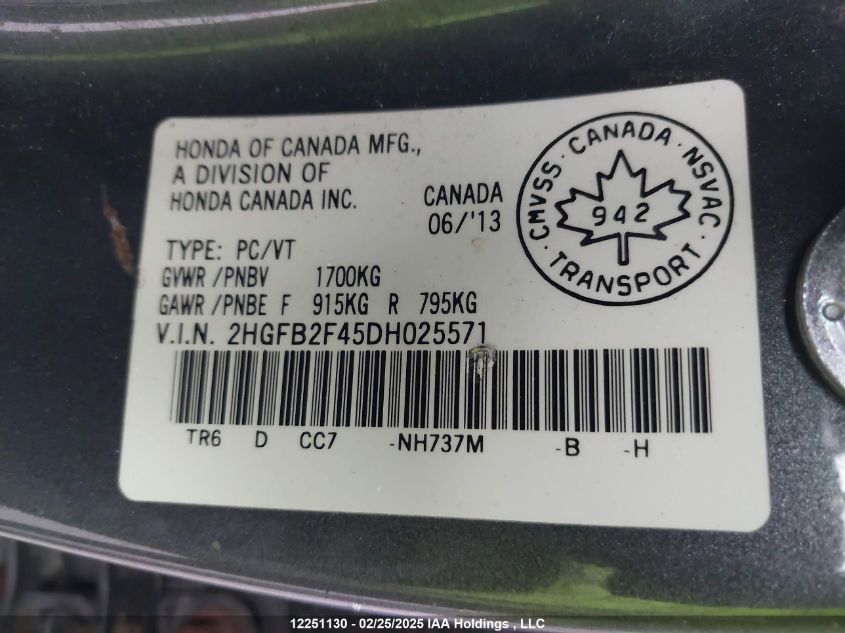 HONDA OF CANADA MFG.,
A DIVISION OF
HONDA CANADA INC.
CANADA
06/'13
CMVSS · CANADA · NSVAC · TRANSPORT ·
942
TYPE: PC/VT
GVWR /PNBV 1700KG
GAWR /PNBE F 915KG R 795KG
V.I.N. 2HGFB2F45DH025571
TR6 D CC7 -NH737M -B -H
12251130 - 02/25/2025 IAA Holdings , LLC